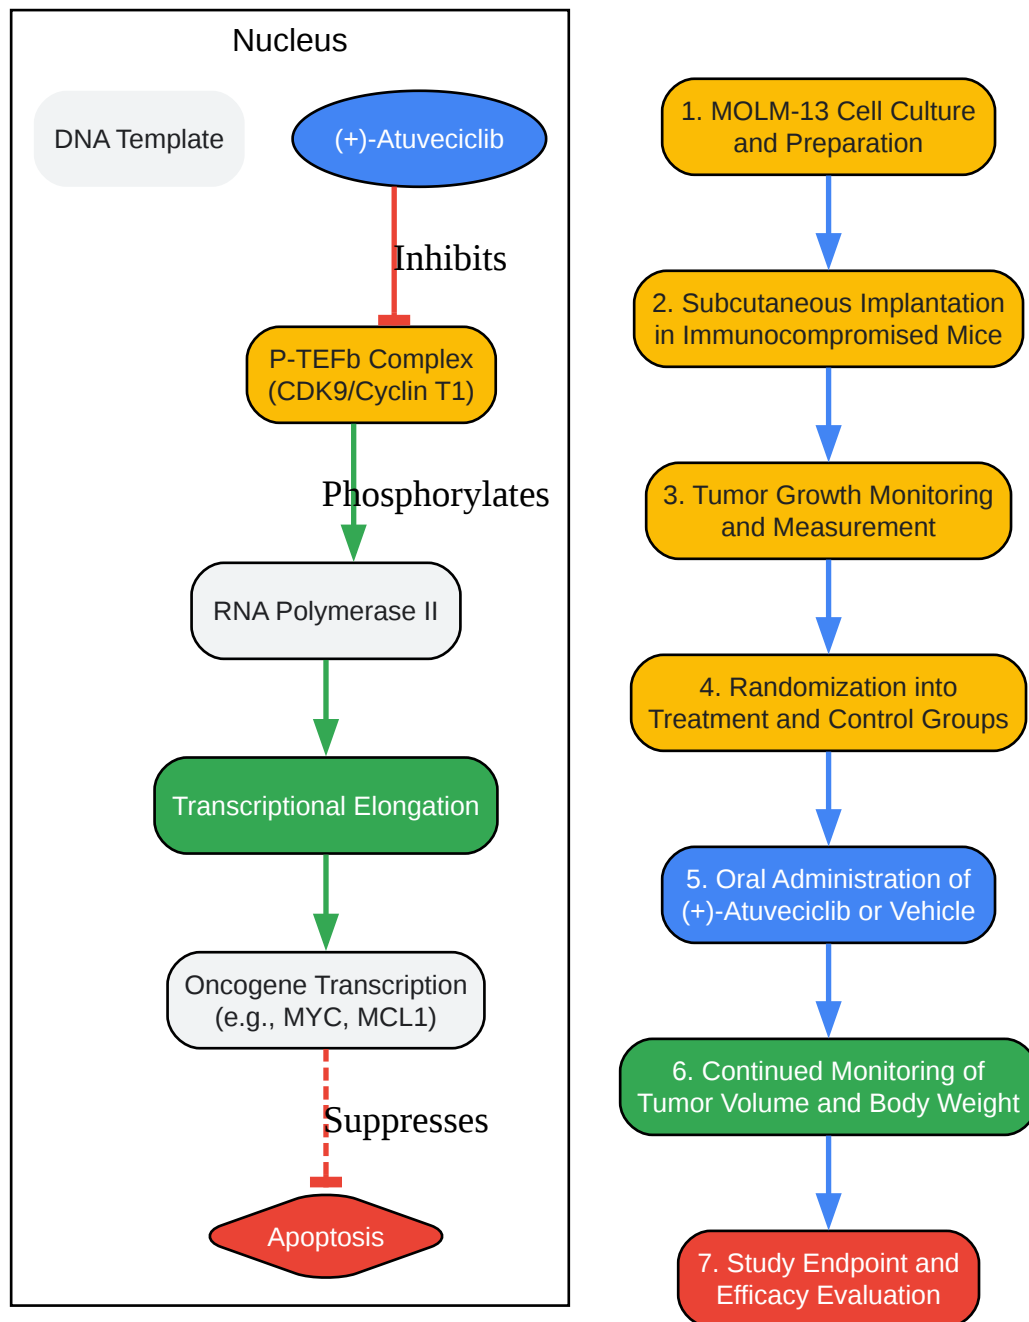 Nucleus
DNA Template
(+)-Atuveciclib
Inhibits
P-TEFb Complex
(CDK9/Cyclin T1)
Phosphorylates
RNA Polymerase II
Transcriptional Elongation
Oncogene Transcription
(e.g., MYC, MCL1)
Suppresses
Apoptosis
1. MOLM-13 Cell Culture
and Preparation
2. Subcutaneous Implantation
in Immunocompromised Mice
3. Tumor Growth Monitoring
and Measurement
4. Randomization into
Treatment and Control Groups
5. Oral Administration of
(+)-Atuveciclib or Vehicle
6. Continued Monitoring of
Tumor Volume and Body Weight
7. Study Endpoint and
Efficacy Evaluation